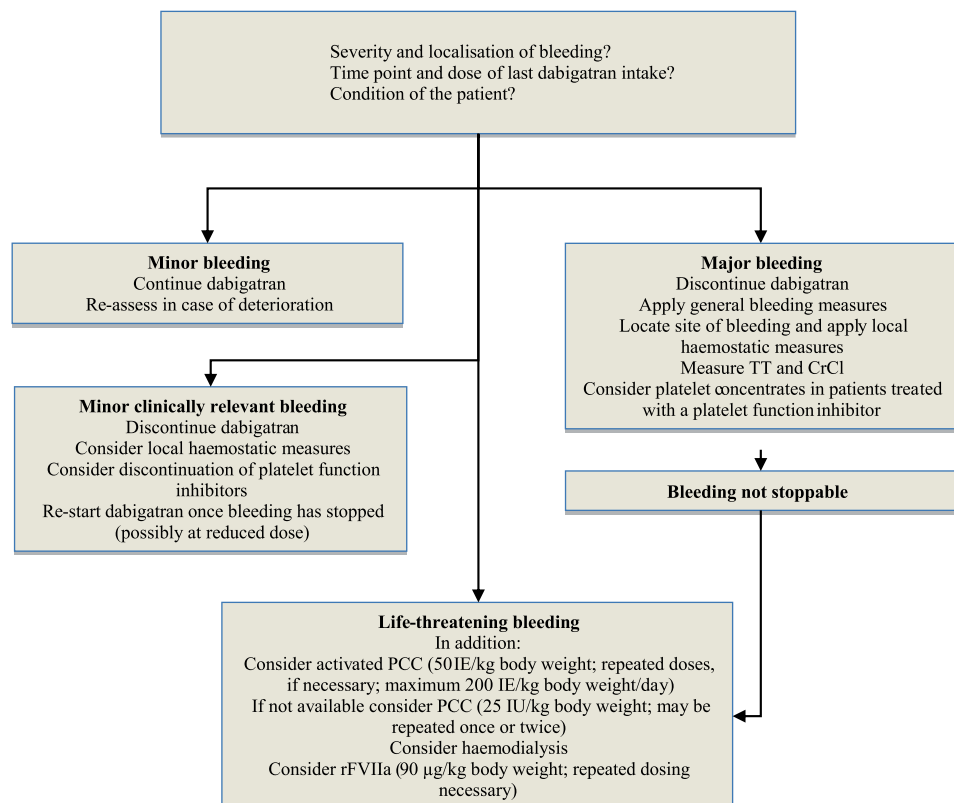 Severity and localisation of bleeding?
Time point and dose of last dabigatran intake?
Condition of the patient?
Minor bleeding
Continue dabigatran
Re-assess in case of deterioration
Major bleeding
Discontinue dabigatran
Apply general bleeding measures
Locate site of bleeding and apply local
haemostatic measures
Measure TT and CrCl
Consider platelet concentrates in patients treated
with a platelet function inhibitor
Minor clinically relevant bleeding
Discontinue dabigatran
Consider local haemostatic measures
Consider discontinuation of platelet function
inhibitors
Re-start dabigatran once bleeding has stopped
(possibly at reduced dose)
Bleeding not stoppable
Life-threatening bleeding
In addition:
Consider activated PCC (50 IE/kg body weight; repeated doses,
if necessary; maximum 200 IE/kg body weight/day)
If not available consider PCC (25 IU/kg body weight; may be
repeated once or twice)
Consider haemodialysis
Consider rFVIIa (90 µg/kg body weight; repeated dosing
necessary)